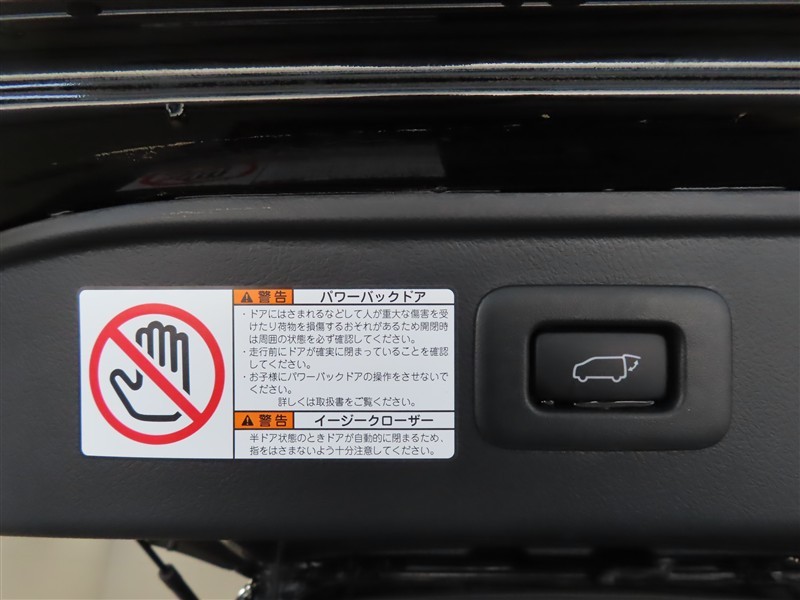 警告 パワーバックドア
・ドアにはさまれるなどして人が重大な傷害を受
けたり荷物を損傷するおそれがあるため開閉時
は周囲の状態を必ず確認してください。
・走行前にドアが確実に閉まっていることを確認
してください。
・お子様にパワーバックドアの操作をさせないで
ください。
詳しくは取扱書をご覧ください。
警告 イージークローザー
半ドア状態のときドアが自動的に閉まるため、
指をはさまないよう十分注意してください。